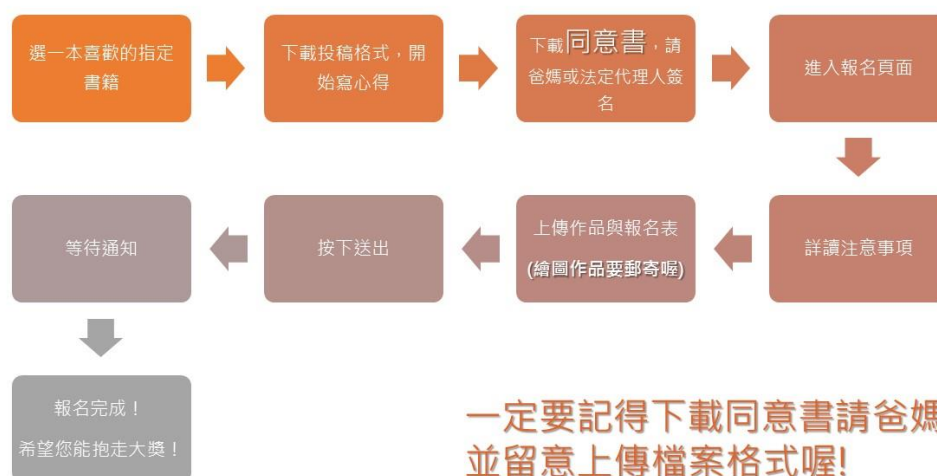 選一本喜歡的指定
書籍
下載投稿格式，開
始寫心得
下載同意書，請
爸媽或法定代理人簽
名
進入報名頁面
詳讀注意事項
上傳作品與報名表
(繪圖作品要郵寄喔)
按下送出
等待通知
報名完成！
希望您能抱走大獎！
一定要記得下載同意書請爸媽
並留意上傳檔案格式喔!